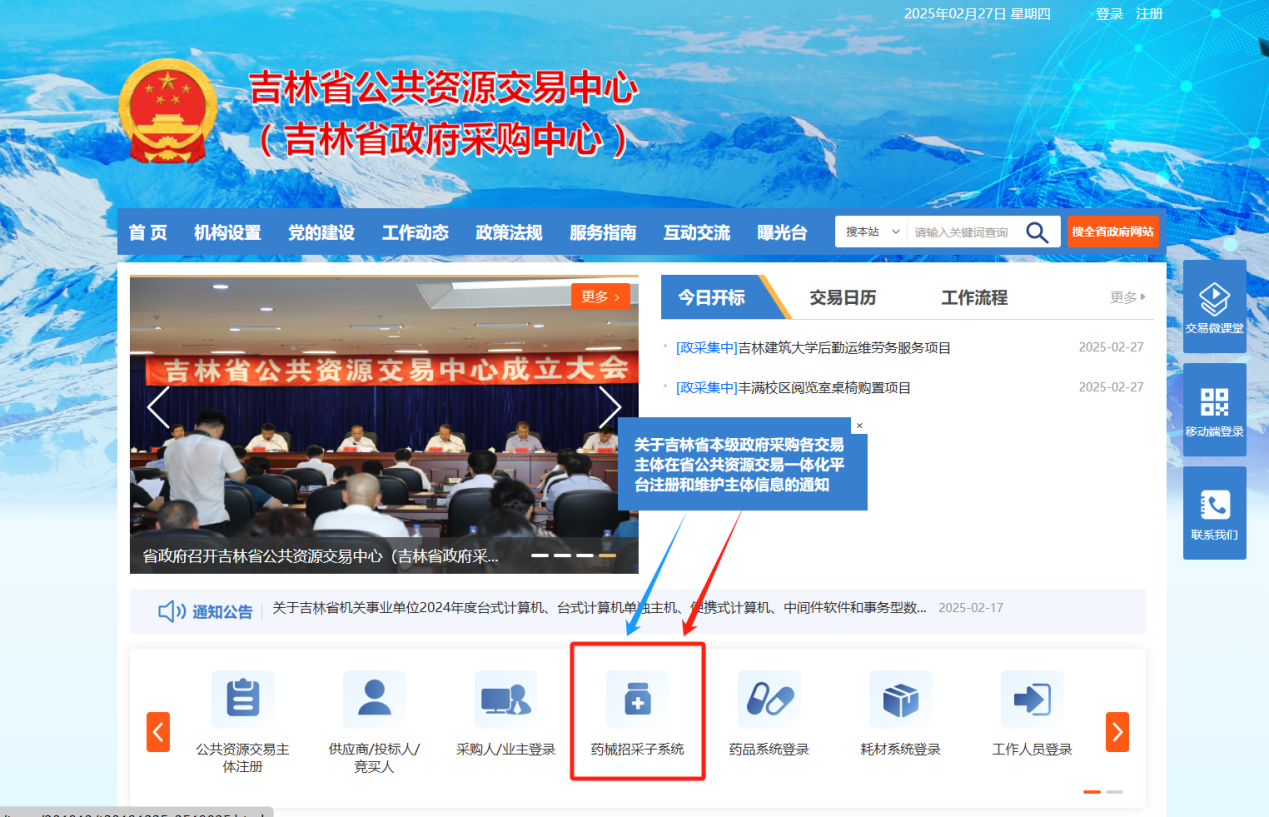 2025年02月27日 星期四 登录 注册
吉林省公共资源交易中心
（吉林省政府采购中心）
首 页 机构设置 党的建设 工作动态 政策法规 服务指南 互动交流 曝光台 搜本站 请输入关键词查询 搜全省政府网站
更多 >
吉林省公共资源交易中心成立大会
省政府召开吉林省公共资源交易中心（吉林省政府采...
今日开标 交易日历 工作流程 更多
[政采集中]吉林建筑大学后勤运维劳务服务项目 2025-02-27
[政采集中]丰满校区阅览室桌椅购置项目 2025-02-27
×
关于吉林省本级政府采购各交易
主体在省公共资源交易一体化平
台注册和维护主体信息的通知
交易微课堂
移动端登录
联系我们
通知公告 关于吉林省机关事业单位2024年度台式计算机、台式计算机单独主机、便携式计算机、中间件软件和事务型数... 2025-02-17
公共资源交易主
体注册
供应商/投标人/
竞买人
采购人/业主登录
药械招采子系统
药品系统登录
耗材系统登录
工作人员登录